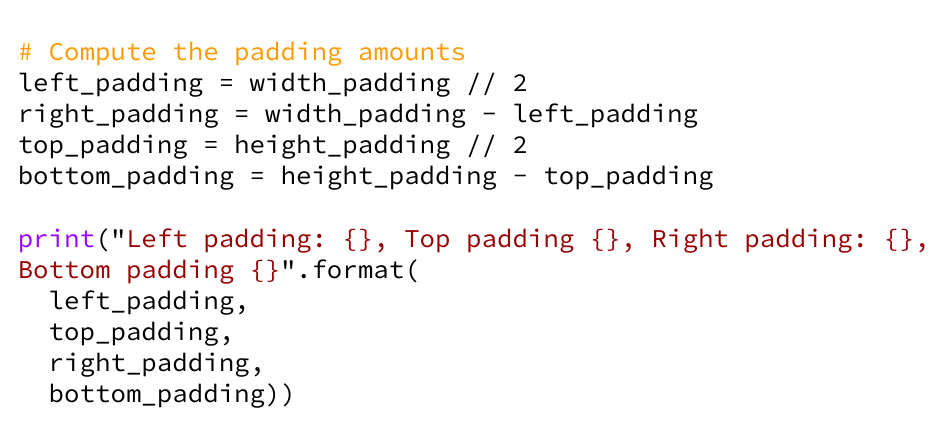 # Compute the padding amounts
left_padding = width_padding // 2
right_padding = width_padding - left_padding
top_padding = height_padding // 2
bottom_padding = height_padding - top_padding
print("Left padding: {}, Top padding {}, Right padding: {},
Bottom padding {}".format(
  left_padding,
  top_padding,
  right_padding,
  bottom_padding))